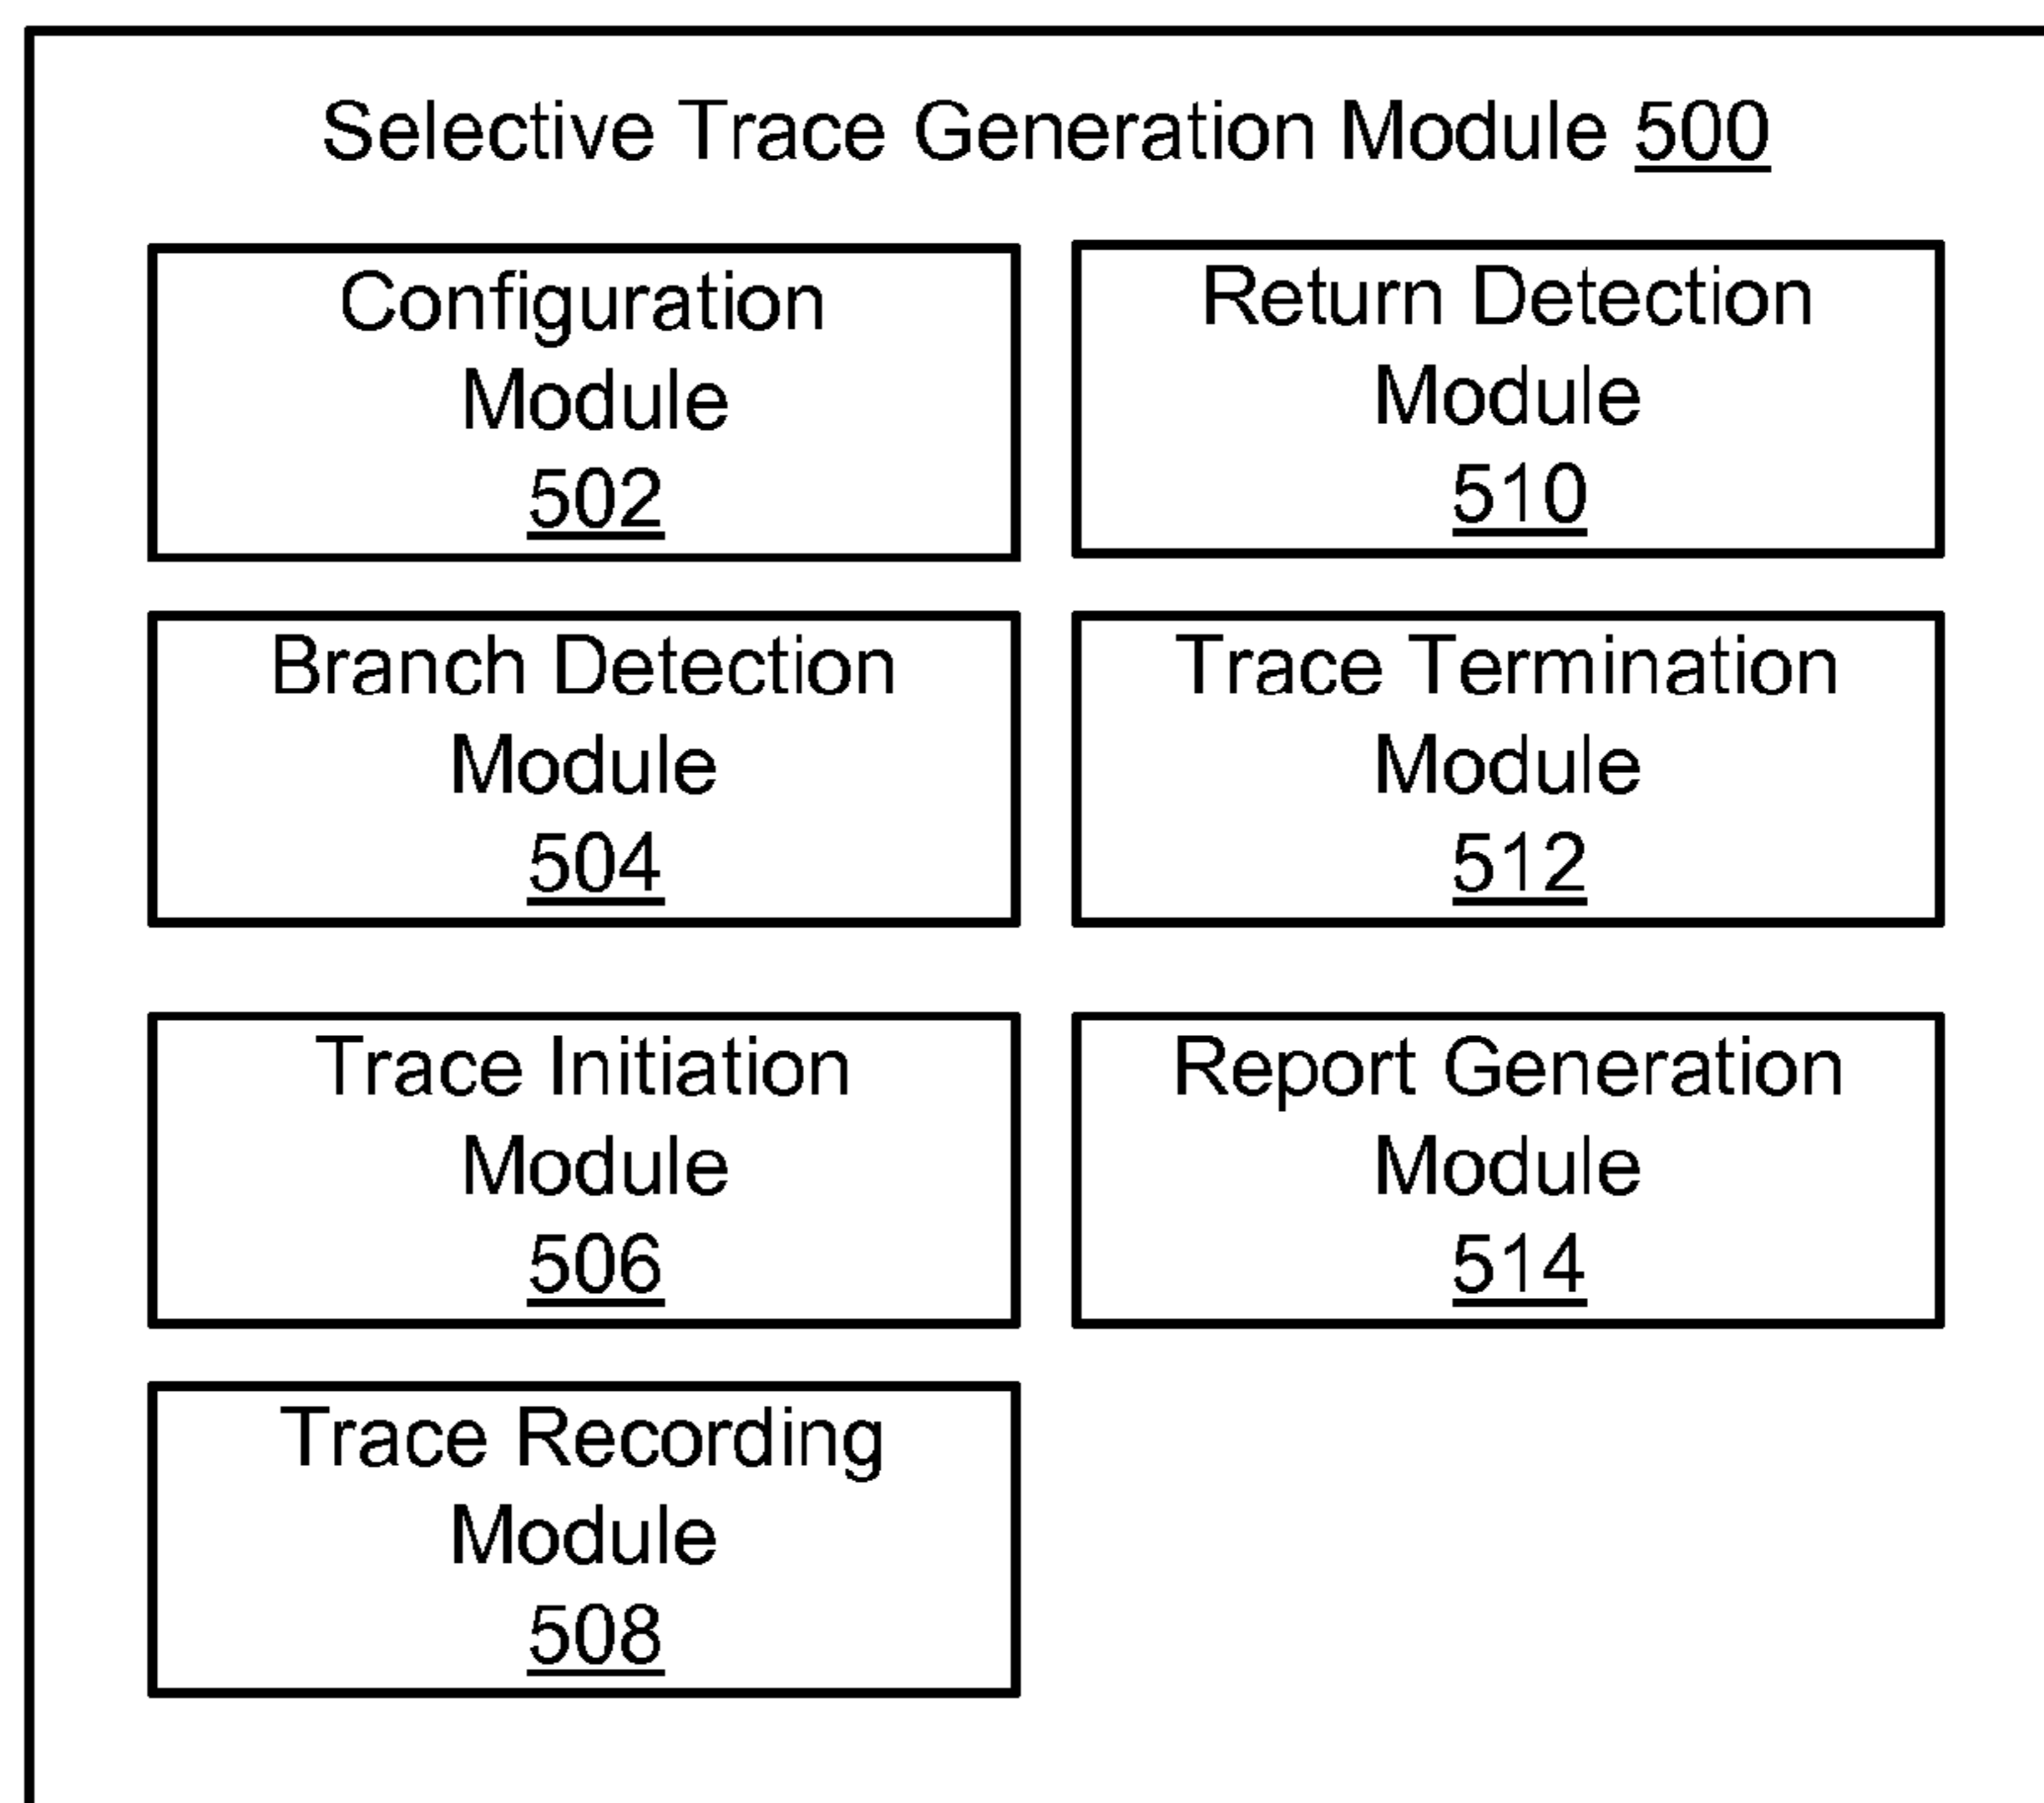 Selective Trace Generation Module 500
Configuration
Module
502
Branch Detection
Module
504
Trace Initiation
Module
506
Trace Recording
Module
508
Return Detection
Module
510
Trace Termination
Module
512
Report Generation
Module
514